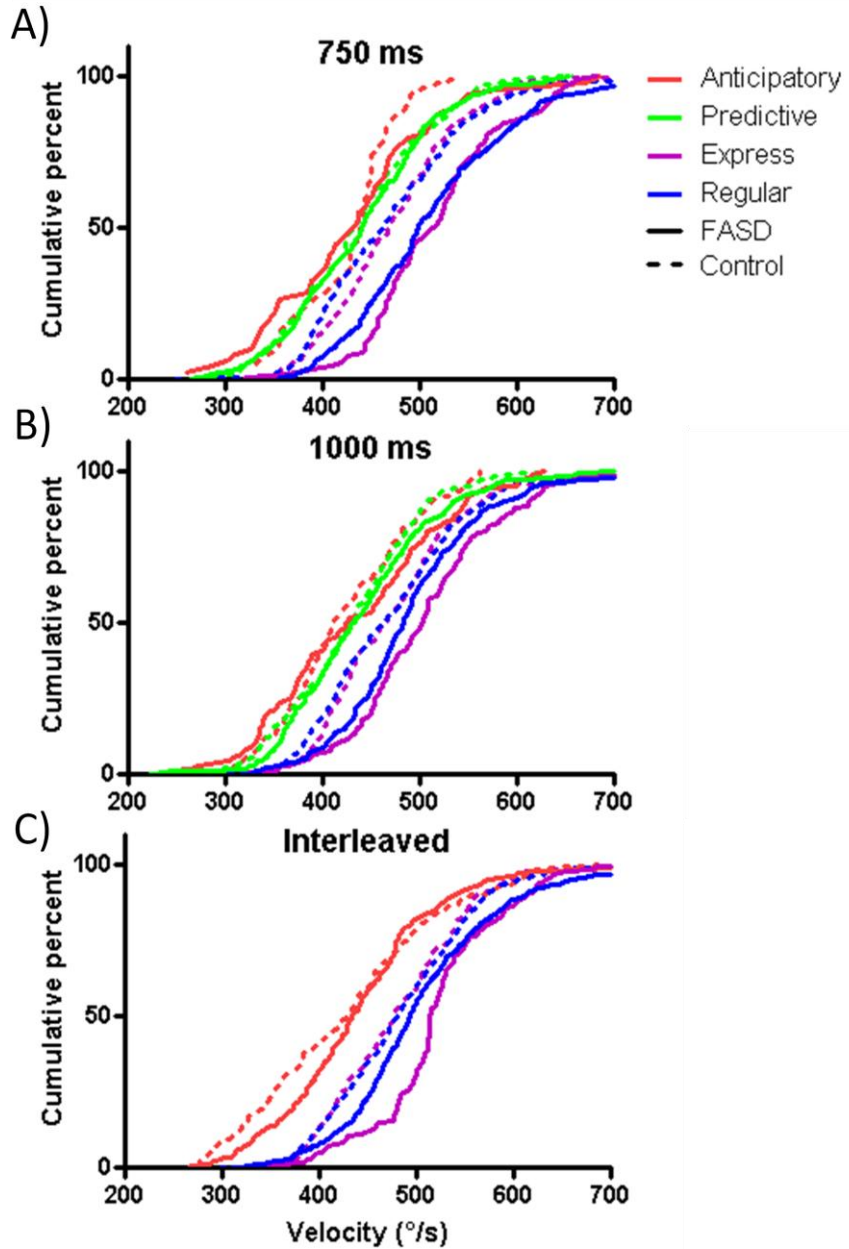 A)
750 ms
Cumulative percent
100
50
0
200 300 400 500 600 700
Anticipatory
Predictive
Express
Regular
FASD
Control
B)
1000 ms
Cumulative percent
100
50
0
200 300 400 500 600 700
C)
Interleaved
Cumulative percent
100
50
0
200 300 400 500 600 700
Velocity (°/s)